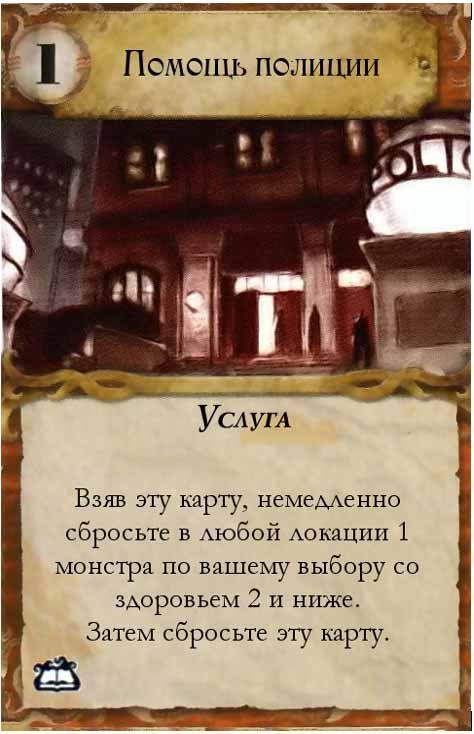 1
Помощь полиции
POLIC
Услуга
Взяв эту карту, немедленно
сбросьте в любой локации 1
монстра по вашему выбору со
здоровьем 2 и ниже.
Затем сбросьте эту карту.